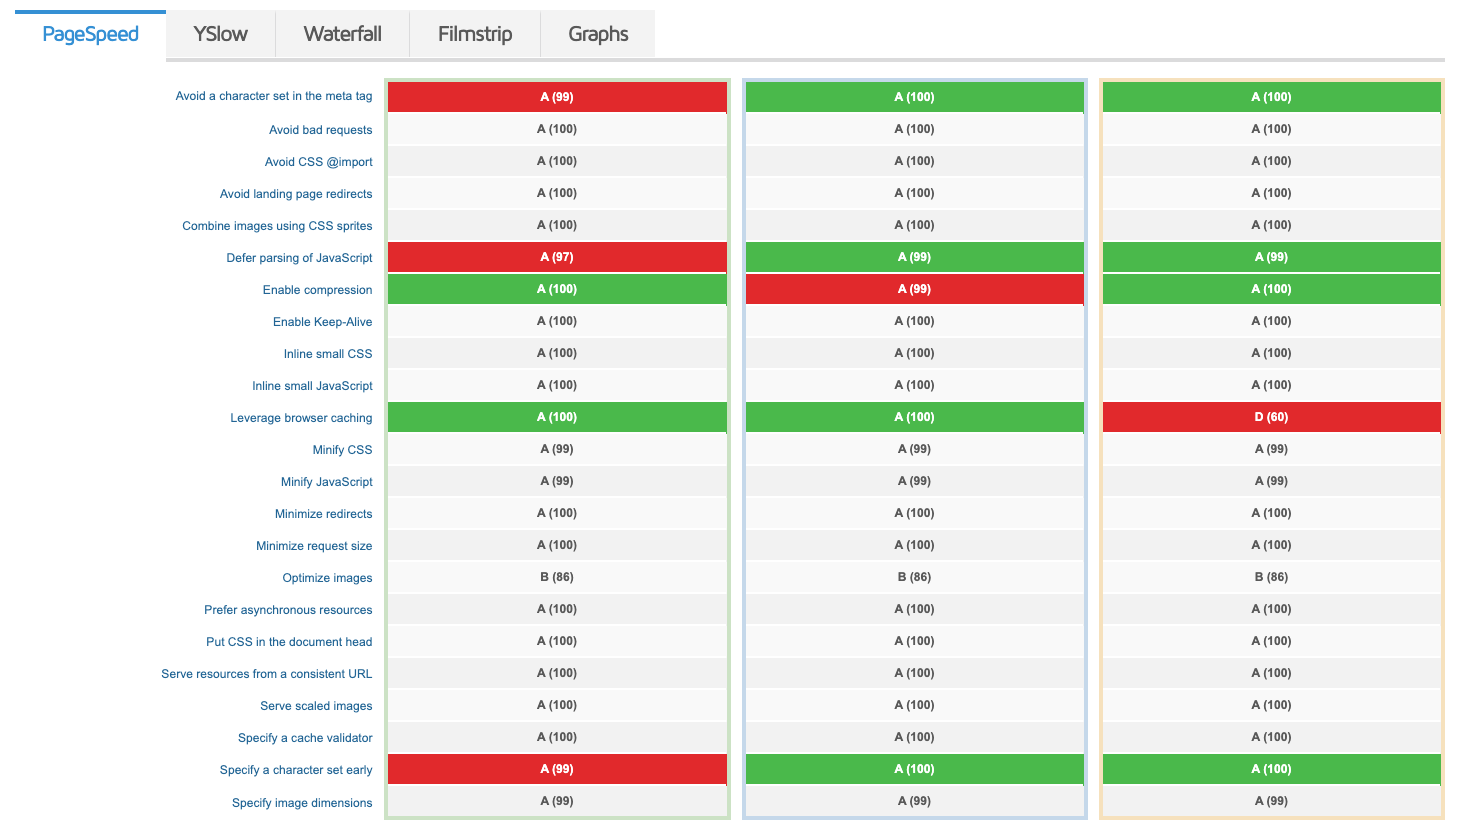 PageSpeed YSlow Waterfall Filmstrip Graphs
Avoid a character set in the meta tag A (99) A (100) A (100)
Avoid bad requests A (100) A (100) A (100)
Avoid CSS @import A (100) A (100) A (100)
Avoid landing page redirects A (100) A (100) A (100)
Combine images using CSS sprites A (100) A (100) A (100)
Defer parsing of JavaScript A (97) A (99) A (99)
Enable compression A (100) A (99) A (100)
Enable Keep-Alive A (100) A (100) A (100)
Inline small CSS A (100) A (100) A (100)
Inline small JavaScript A (100) A (100) A (100)
Leverage browser caching A (100) A (100) D (60)
Minify CSS A (99) A (99) A (99)
Minify JavaScript A (99) A (99) A (99)
Minimize redirects A (100) A (100) A (100)
Minimize request size A (100) A (100) A (100)
Optimize images B (86) B (86) B (86)
Prefer asynchronous resources A (100) A (100) A (100)
Put CSS in the document head A (100) A (100) A (100)
Serve resources from a consistent URL A (100) A (100) A (100)
Serve scaled images A (100) A (100) A (100)
Specify a cache validator A (100) A (100) A (100)
Specify a character set early A (99) A (100) A (100)
Specify image dimensions A (99) A (99) A (99)